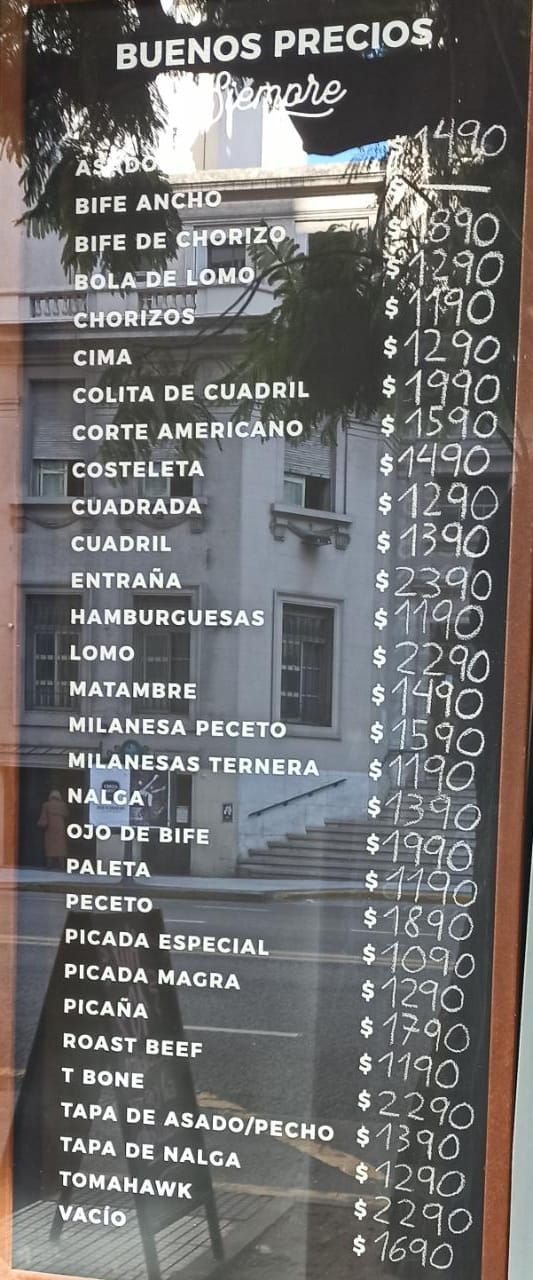 BUENOS PRECIOS
Siempre
ASADO $ 1490
BIFE ANCHO $ —
BIFE DE CHORIZO $ 1890
BOLA DE LOMO $ 1290
CHORIZOS $ 1190
CIMA $ 1290
COLITA DE CUADRIL $ 1990
CORTE AMERICANO $ 1590
COSTELETA $ 1490
CUADRADA $ 1290
CUADRIL $ 1390
ENTRAÑA $ 2390
HAMBURGUESAS $ 1190
LOMO $ 2290
MATAMBRE $ 1490
MILANESA PECETO $ 1590
MILANESAS TERNERA $ 1190
NALGA $ 1390
OJO DE BIFE $ 1990
PALETA $ 1190
PECETO $ 1890
PICADA ESPECIAL $ 1090
PICADA MAGRA $ 1290
PICAÑA $ 1790
ROAST BEEF $ 1190
T BONE $ 2290
TAPA DE ASADO/PECHO $ 1390
TAPA DE NALGA $ 1290
TOMAHAWK $ 2290
VACÍO $ 1690